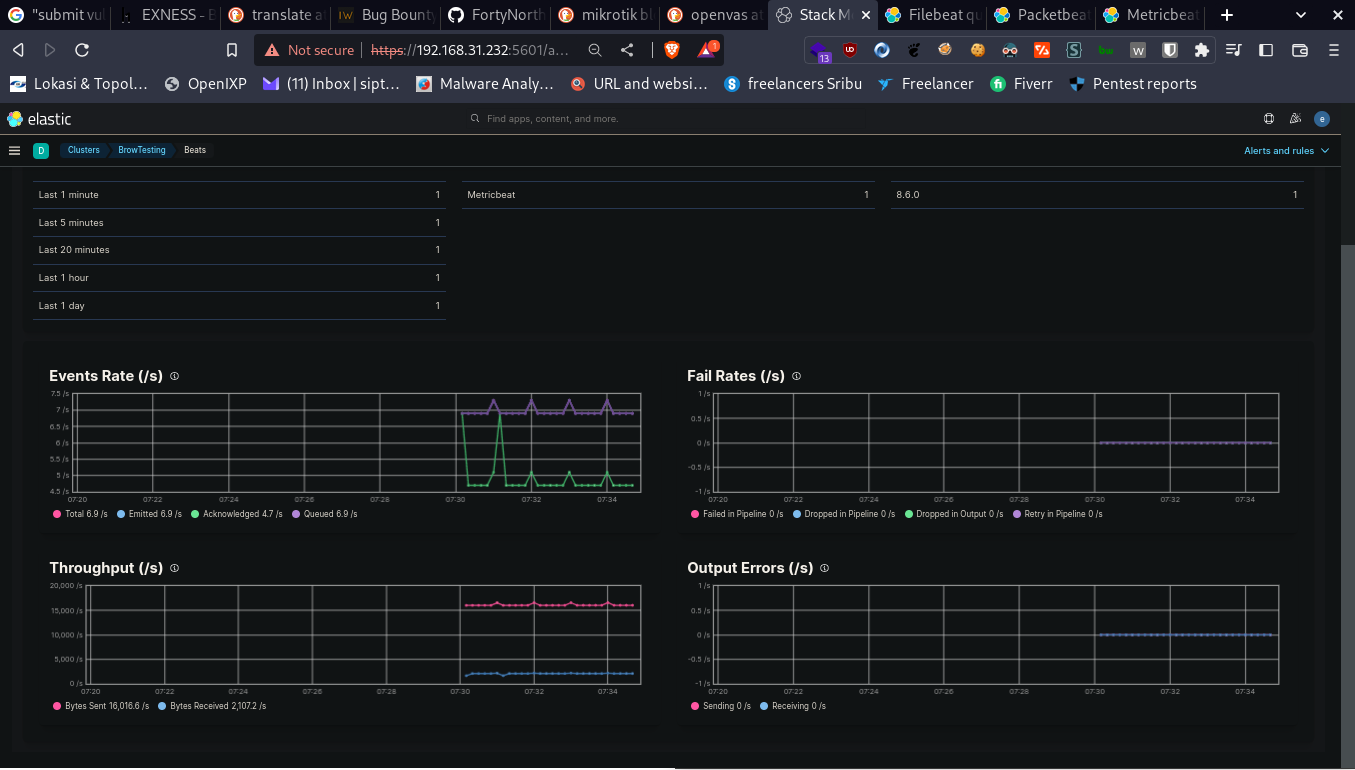 "submit vul
EXNESS - B
translate at
Bug Bounty
FortyNorth
mikrotik bl
openvas at
Stack M
Filebeat qu
Packetbeat
Metricbeat
Not secure
https://192.168.31.232:5601/a...
13
1
Lokasi & Topol...
OpenIXP
(11) Inbox | sipt...
Malware Analy...
URL and websi...
freelancers Sribu
Freelancer
Fiverr
Pentest reports
elastic
Find apps, content, and more.
e
D
Clusters
BrowTesting
Beats
Alerts and rules
Last 1 minute 1
Last 5 minutes 1
Last 20 minutes 1
Last 1 hour 1
Last 1 day 1
Metricbeat 1
8.6.0 1
Events Rate (/s)
7.5 /s
7 /s
6.5 /s
6 /s
5.5 /s
5 /s
4.5 /s
07:20 07:22 07:24 07:26 07:28 07:30 07:32 07:34
Total 6.9 /s Emitted 6.9 /s Acknowledged 4.7 /s Queued 6.9 /s
Fail Rates (/s)
1 /s
0.5 /s
0 /s
-0.5 /s
-1 /s
07:20 07:22 07:24 07:26 07:28 07:30 07:32 07:34
Failed in Pipeline 0 /s Dropped in Pipeline 0 /s Dropped in Output 0 /s Retry in Pipeline 0 /s
Throughput (/s)
20,000 /s
15,000 /s
10,000 /s
5,000 /s
0 /s
07:20 07:22 07:24 07:26 07:28 07:30 07:32 07:34
Bytes Sent 16,016.6 /s Bytes Received 2,107.2 /s
Output Errors (/s)
1 /s
0.5 /s
0 /s
-0.5 /s
-1 /s
07:20 07:22 07:24 07:26 07:28 07:30 07:32 07:34
Sending 0 /s Receiving 0 /s